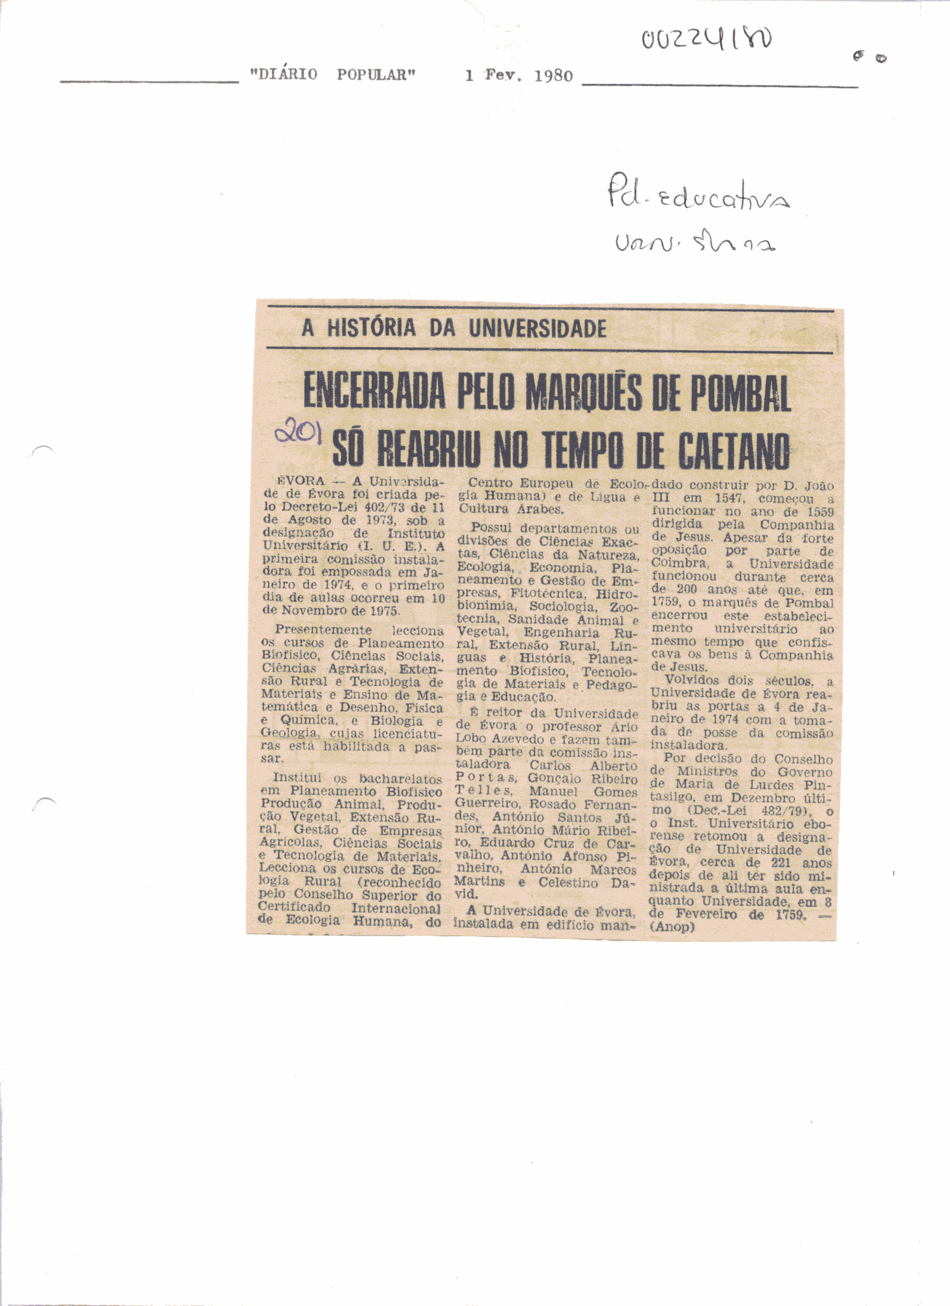 00224180
"DIÁRIO POPULAR" 1 Fev. 1980
Pd. educativa
A HISTÓRIA DA UNIVERSIDADE
ENCERRADA PELO MARQUÊS DE POMBAL
201
SÓ REABRIU NO TEMPO DE CAETANO
ÉVORA — A Universida-
de de Évora foi criada pe-
lo Decreto-Lei 402/73 de 11
de Agosto de 1973, sob a
designação de Instituto
Universitário (I. U. E.). A
primeira comissão instala-
dora foi empossada em Ja-
neiro de 1974, e o primeiro
dia de aulas ocorreu em 10
de Novembro de 1975.
Presentemente lecciona
os cursos de Planeamento
Biofísico, Ciências Sociais,
Ciências Agrárias, Exten-
são Rural e Tecnologia de
Materiais e Ensino de Ma-
temática e Desenho, Física
e Química, e Biologia e
Geologia, cujas licenciatu-
ras está habilitada a pas-
sar.
Institui os bacharelatos
em Planeamento Biofísico
Produção Animal, Produ-
ção Vegetal, Extensão Ru-
ral, Gestão de Empresas
Agrícolas, Ciências Sociais
e Tecnologia de Materiais.
Lecciona os cursos de Eco-
logia Rural (reconhecido
pelo Conselho Superior do
Certificado Internacional
de Ecologia Humana, do
Centro Europeu de Ecolo-
gia Humana) e de Lígua e
Cultura Árabes.
Possui departamentos ou
divisões de Ciências Exac-
tas, Ciências da Natureza,
Ecologia, Economia, Pla-
neamento e Gestão de Em-
presas, Fitotécnica, Hidro-
bionimia, Sociologia, Zoo-
tecnia, Sanidade Animal e
Vegetal, Engenharia Ru-
ral, Extensão Rural, Lín-
guas e História, Planea-
mento Biofísico, Tecnolo-
gia de Materiais e Pedago-
gia e Educação.
É reitor da Universidade
de Évora o professor Ário
Lobo Azevedo e fazem tam-
bém parte da comissão ins-
taladora Carlos Alberto
Portas, Gonçalo Ribeiro
Telles, Manuel Gomes
Guerreiro, Rosado Fernan-
des, António Santos Jú-
nior, António Mário Ribei-
ro, Eduardo Cruz de Car-
valho, António Afonso Pi-
nheiro, António Marcos
Martins e Celestino Da-
vid.
A Universidade de Évora,
instalada em edifício man-
dado construir por D. João
III em 1547, começou a
funcionar no ano de 1559
dirigida pela Companhia
de Jesus. Apesar da forte
oposição por parte de
Coimbra, a Universidade
funcionou durante cerca
de 200 anos até que, em
1759, o marquês de Pombal
encerrou este estabeleci-
mento universitário ao
mesmo tempo que confis-
cava os bens à Companhia
de Jesus.
Volvidos dois séculos, a
Universidade de Évora rea-
briu as portas a 4 de Ja-
neiro de 1974 com a toma-
da de posse da comissão
instaladora.
Por decisão do Conselho
de Ministros do Governo
de Maria de Lurdes Pin-
tasilgo, em Dezembro últi-
mo (Dec.-Lei 482/79), o
o Inst. Universitário ebo-
rense retomou a designa-
ção de Universidade de
Évora, cerca de 221 anos
depois de ali ter sido mi-
nistrada a última aula en-
quanto Universidade, em 8
de Fevereiro de 1759. —
(Anop)